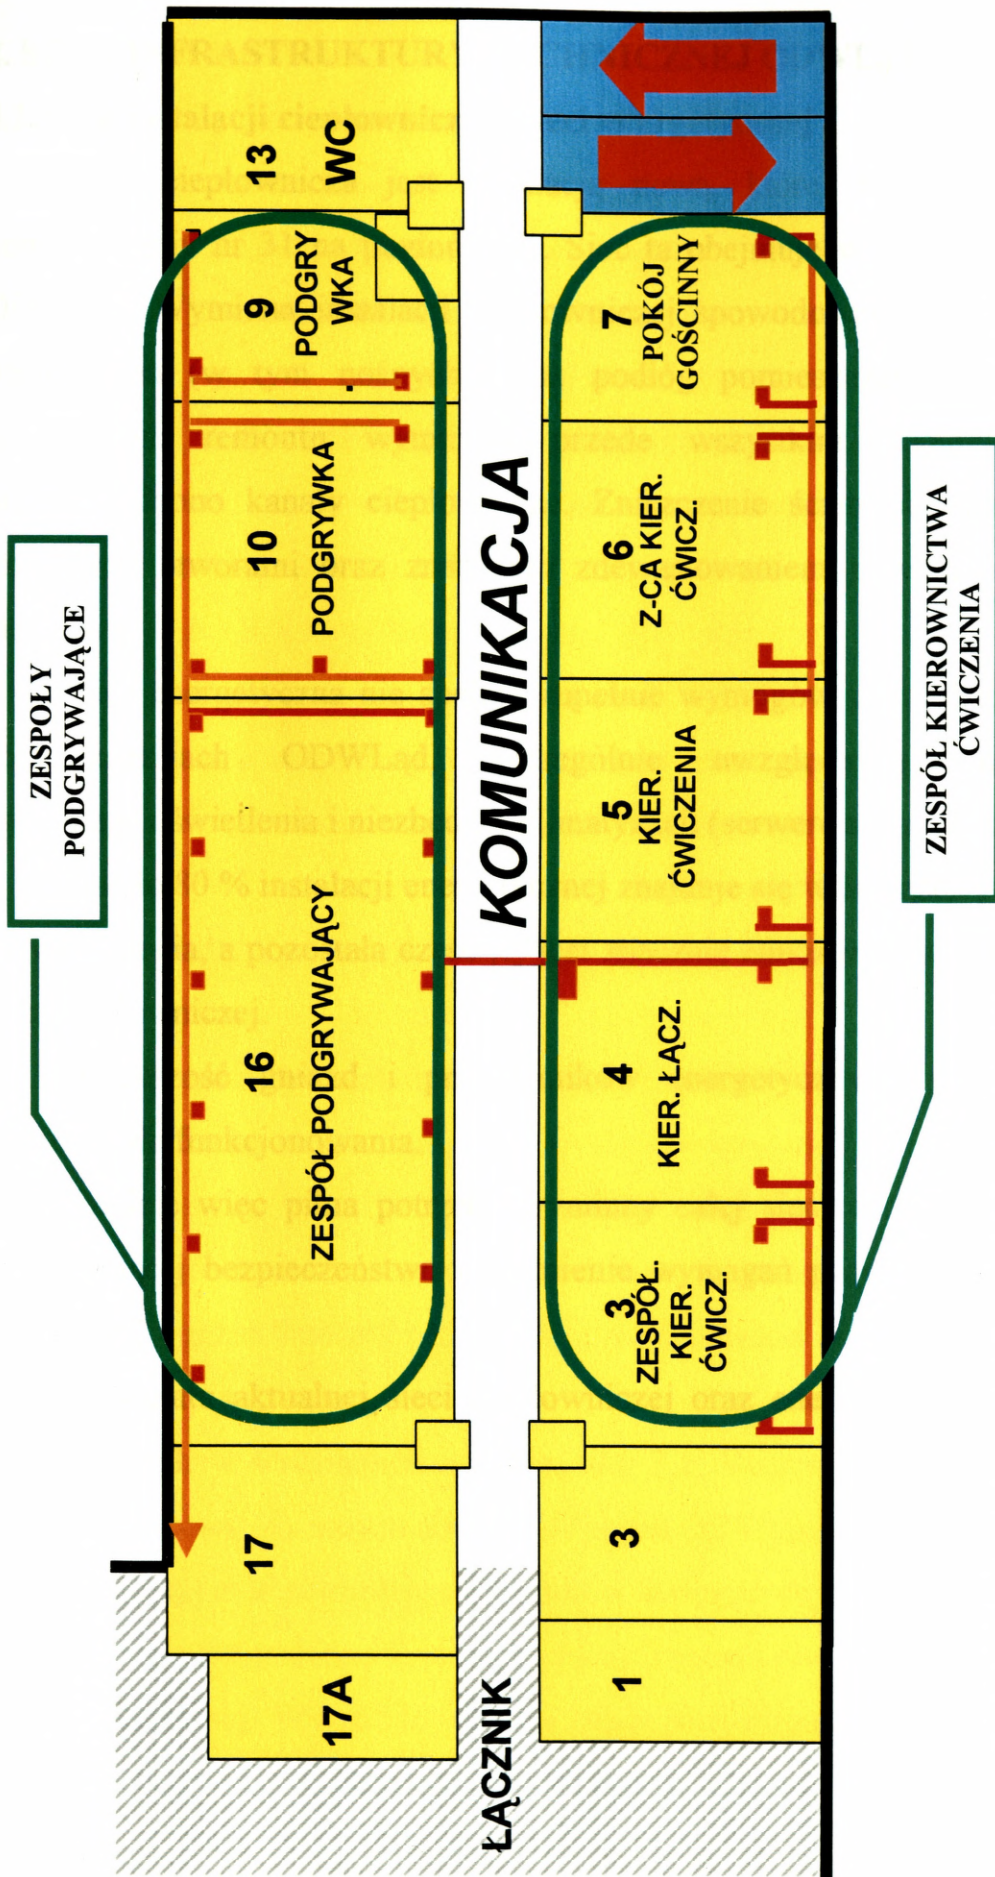 ZESPOŁY
PODGRYWAJĄCE
17A
17
16
ZESPÓŁ PODGRYWAJĄCY
10
PODGRYWKA
9
PODGRY
WKA
13
WC
ŁĄCZNIK
KOMUNIKACJA
1
3
3
ZESPÓŁ.
KIER.
ĆWICZ.
4
KIER. ŁĄCZ.
5
KIER.
ĆWICZENIA
6
Z-CA KIER.
ĆWICZ.
7
POKÓJ
GOŚCINNY
ZESPÓŁ KIEROWNICTWA
ĆWICZENIA